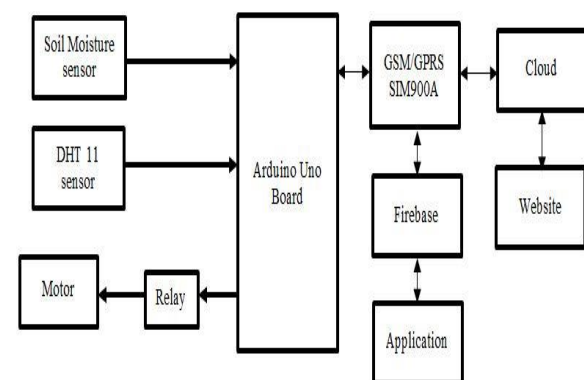 Soil Moisture
sensor
DHT 11
sensor
Motor
Relay
Arduino Uno
Board
GSM/GPRS
SIM900A
Firebase
Application
Cloud
Website